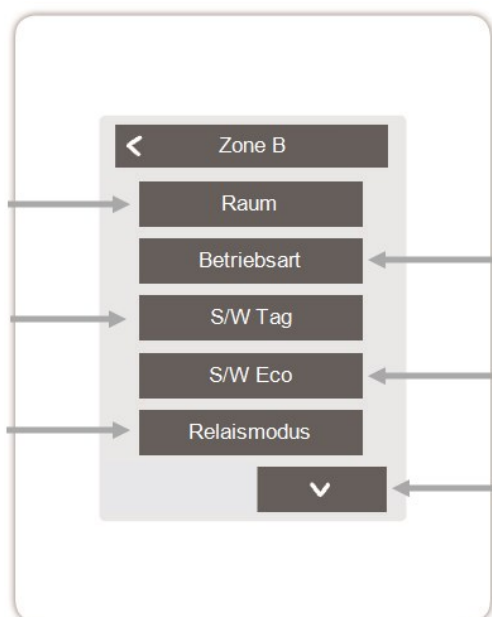 Zone B
Raum
Betriebsart
S/W Tag
S/W Eco
Relaismodus